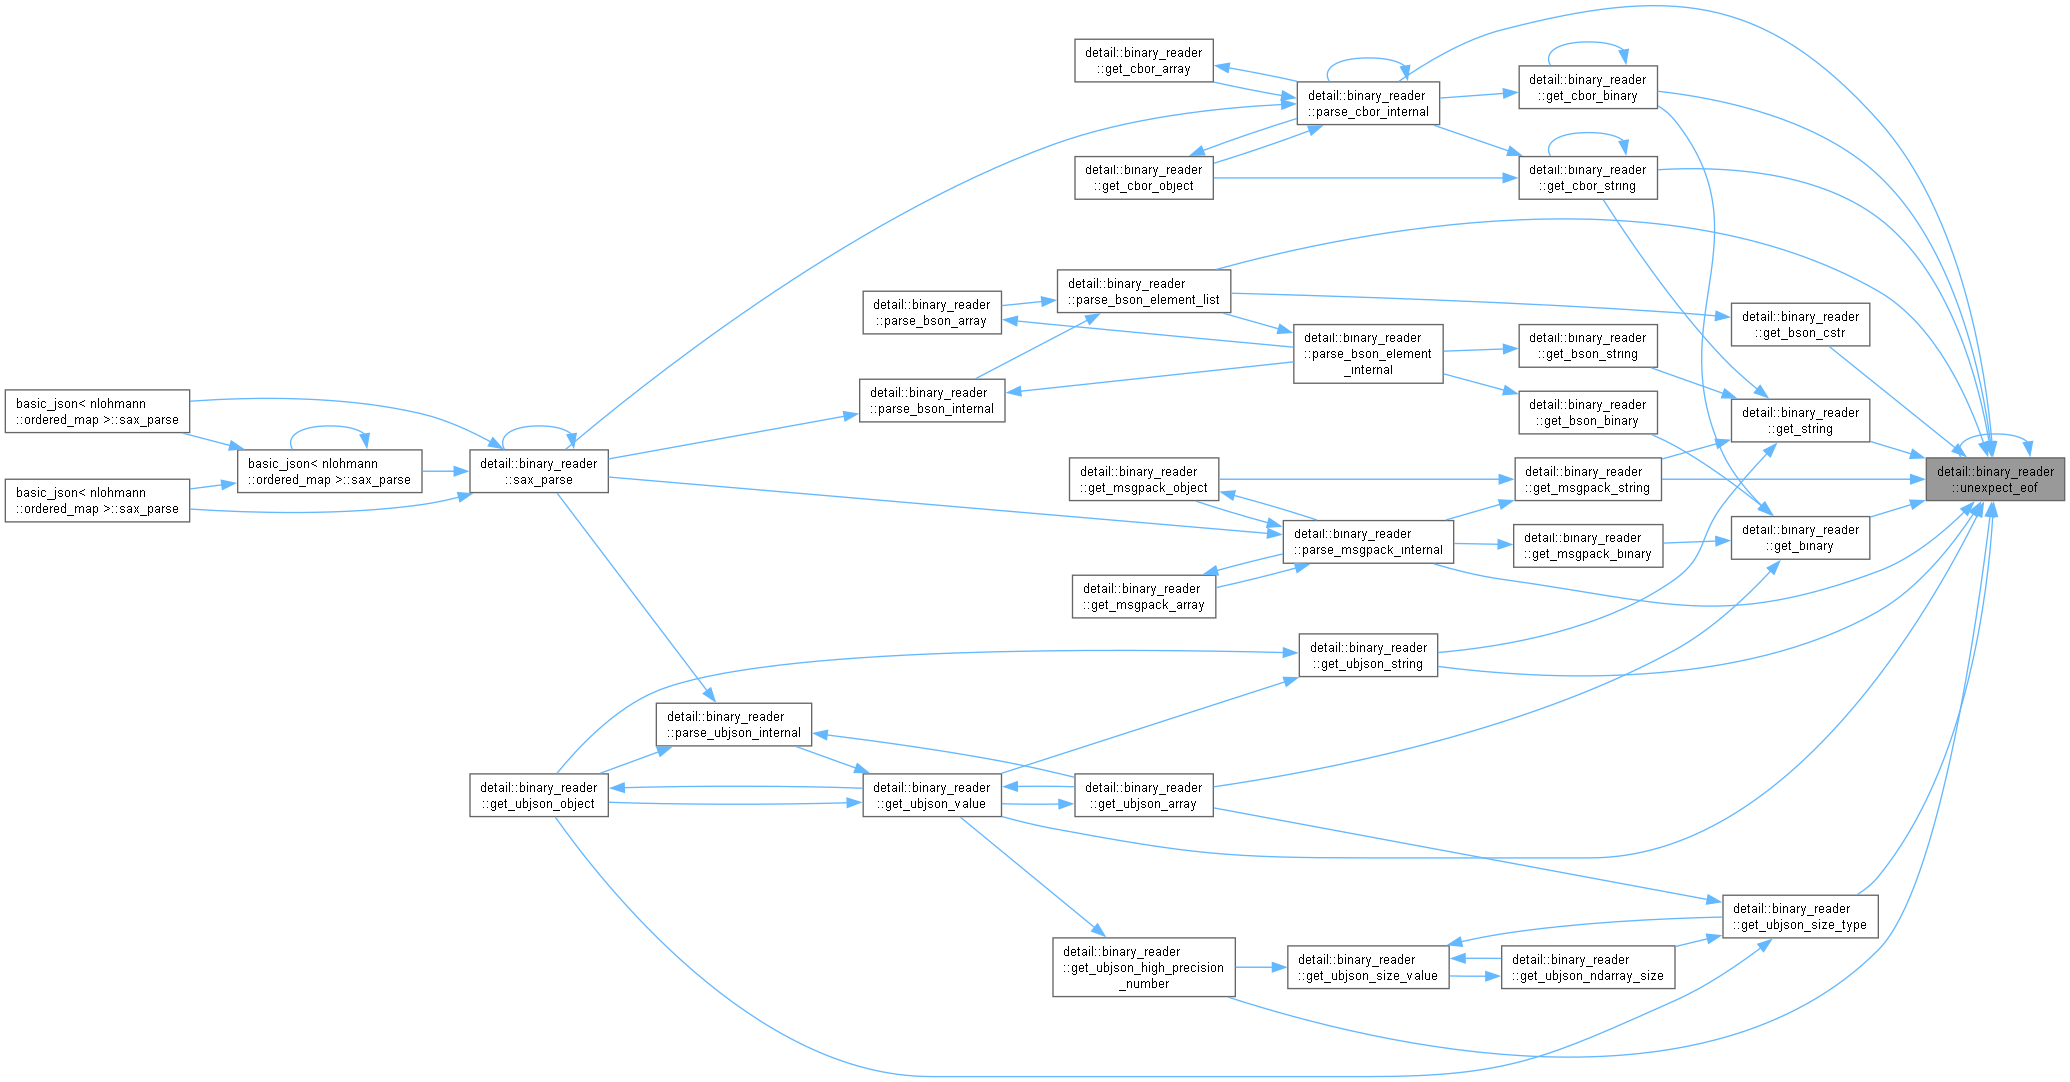 detail::binary_reader
::get_cbor_array
detail::binary_reader
::parse_cbor_internal
detail::binary_reader
::get_cbor_binary
detail::binary_reader
::get_cbor_object
detail::binary_reader
::get_cbor_string
detail::binary_reader
::parse_bson_element_list
detail::binary_reader
::parse_bson_array
detail::binary_reader
::parse_bson_element
_internal
detail::binary_reader
::get_bson_string
detail::binary_reader
::get_bson_cstr
detail::binary_reader
::parse_bson_internal
detail::binary_reader
::get_bson_binary
detail::binary_reader
::get_string
basic_json< nlohmann
::ordered_map >::sax_parse
basic_json< nlohmann
::ordered_map >::sax_parse
basic_json< nlohmann
::ordered_map >::sax_parse
detail::binary_reader
::sax_parse
detail::binary_reader
::get_msgpack_object
detail::binary_reader
::get_msgpack_string
detail::binary_reader
::unexpect_eof
detail::binary_reader
::parse_msgpack_internal
detail::binary_reader
::get_msgpack_binary
detail::binary_reader
::get_binary
detail::binary_reader
::get_msgpack_array
detail::binary_reader
::get_ubjson_string
detail::binary_reader
::parse_ubjson_internal
detail::binary_reader
::get_ubjson_object
detail::binary_reader
::get_ubjson_value
detail::binary_reader
::get_ubjson_array
detail::binary_reader
::get_ubjson_size_type
detail::binary_reader
::get_ubjson_high_precision
_number
detail::binary_reader
::get_ubjson_size_value
detail::binary_reader
::get_ubjson_ndarray_size